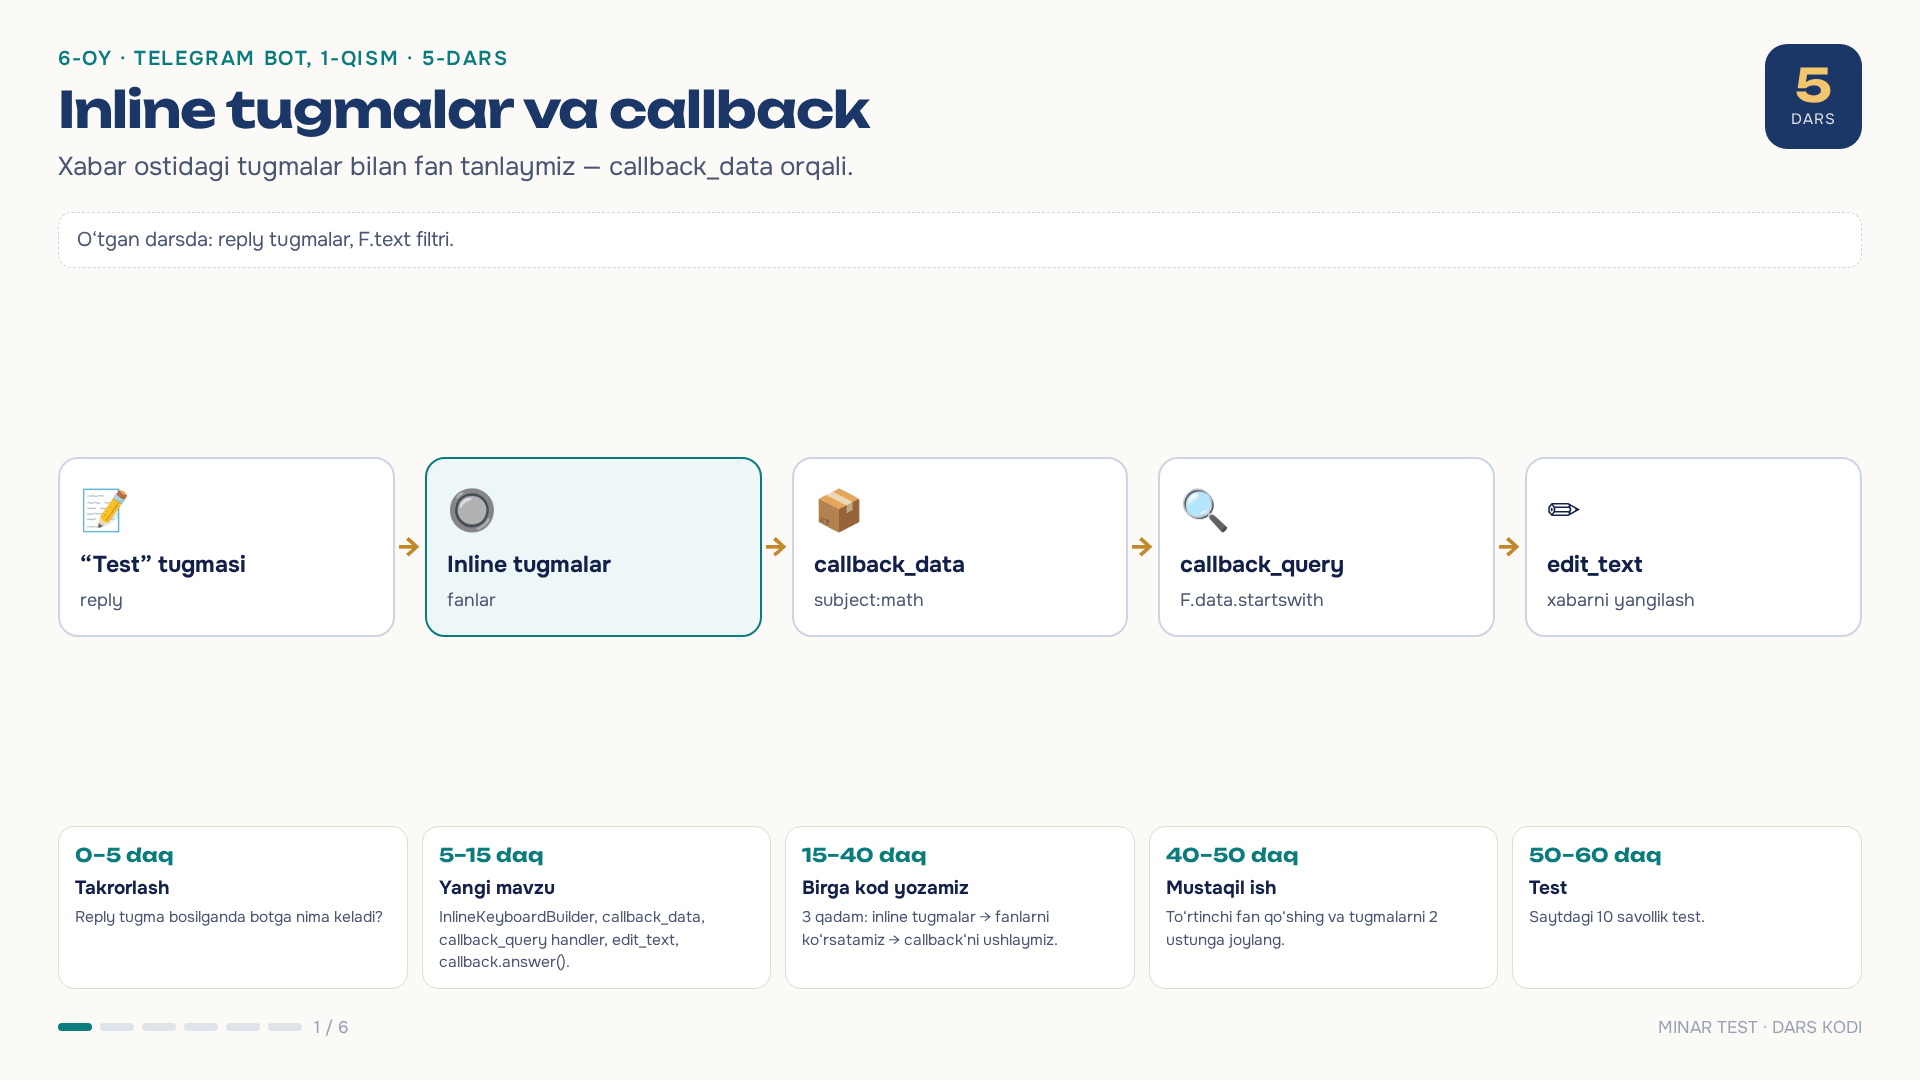 6-OY · TELEGRAM BOT, 1-QISM · 5-DARS
Inline tugmalar va callback
Xabar ostidagi tugmalar bilan fan tanlaymiz — callback_data orqali.
5
DARS
O‘tgan darsda: reply tugmalar, F.text filtri.
“Test” tugmasi
reply
→
Inline tugmalar
fanlar
→
callback_data
subject:math
→
callback_query
F.data.startswith
→
edit_text
xabarni yangilash
0–5 daq
Takrorlash
Reply tugma bosilganda botga nima keladi?
5–15 daq
Yangi mavzu
InlineKeyboardBuilder, callback_data,
callback_query handler, edit_text,
callback.answer().
15–40 daq
Birga kod yozamiz
3 qadam: inline tugmalar → fanlarni
ko‘rsatamiz → callback‘ni ushlaymiz.
40–50 daq
Mustaqil ish
To‘rtinchi fan qo‘shing va tugmalarni 2
ustunga joylang.
50–60 daq
Test
Saytdagi 10 savollik test.
1 / 6
MINAR TEST · DARS KODI